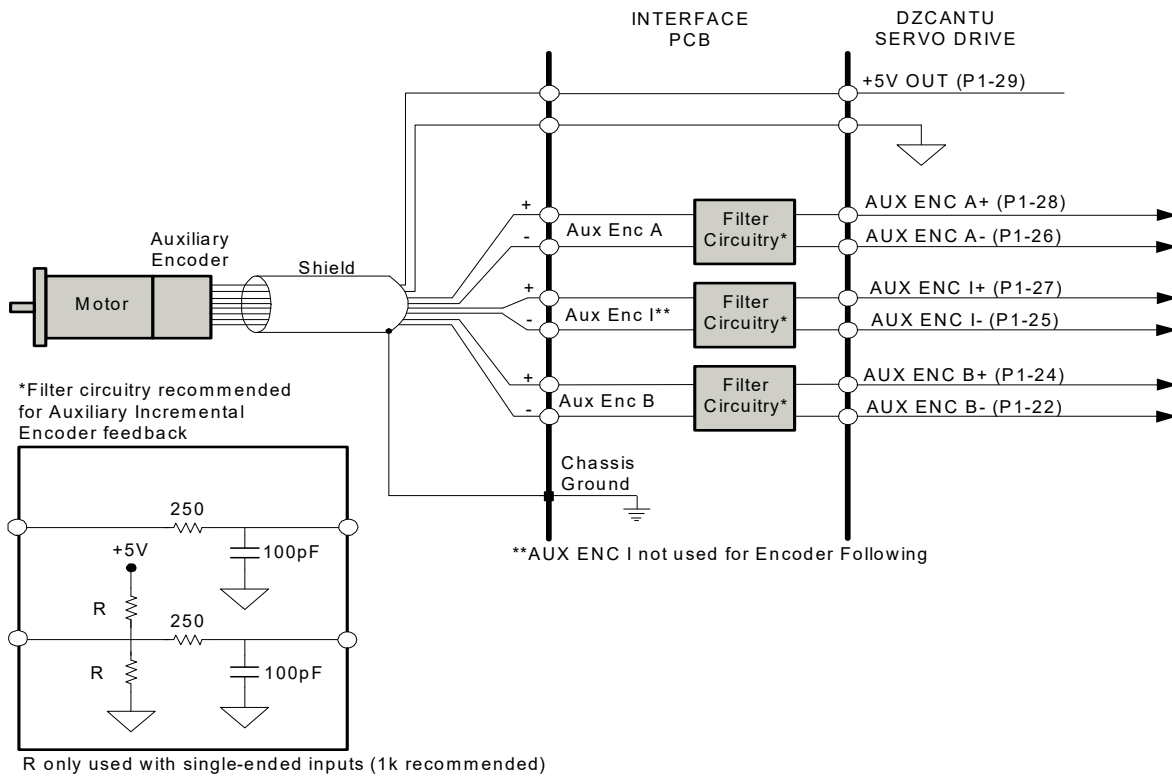 INTERFACE
PCB
DZCANTU
SERVO DRIVE
+5V OUT (P1-29)
Auxiliary
Encoder
Shield
Motor
+
Aux Enc A
-
Filter
Circuitry*
AUX ENC A+ (P1-28)
AUX ENC A- (P1-26)
+
Aux Enc I**
-
Filter
Circuitry*
AUX ENC I+ (P1-27)
AUX ENC I- (P1-25)
+
Aux Enc B
-
Filter
Circuitry*
AUX ENC B+ (P1-24)
AUX ENC B- (P1-22)
Chassis
Ground
**AUX ENC I not used for Encoder Following
*Filter circuitry recommended
for Auxiliary Incremental
Encoder feedback
250
+5V
100pF
R
250
R
100pF
R only used with single-ended inputs (1k recommended)